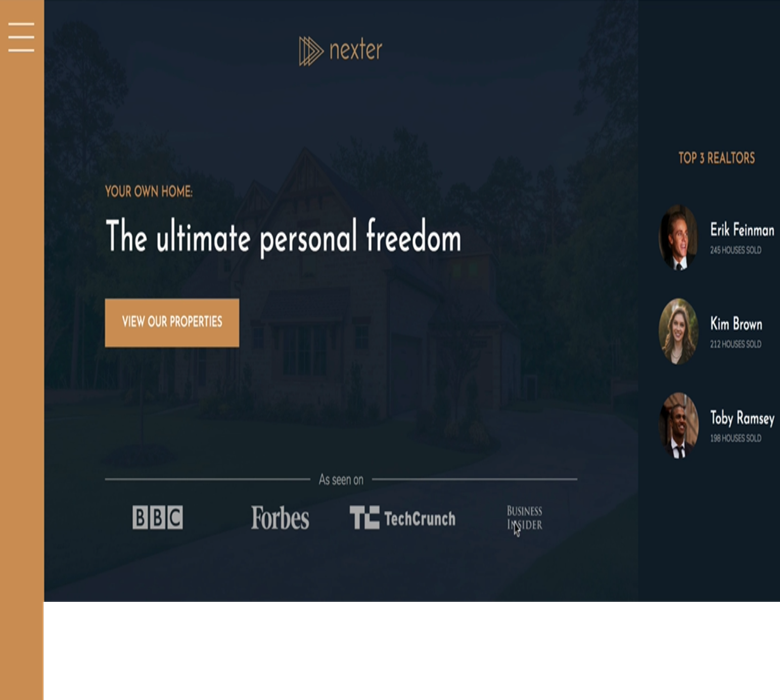 nexter
YOUR OWN HOME:
The ultimate personal freedom
VIEW OUR PROPERTIES
As seen on
BBC
Forbes
TC TechCrunch
BUSINESS
INSIDER
TOP 3 REALTORS
Erik Feinman
245 HOUSES SOLD
Kim Brown
212 HOUSES SOLD
Toby Ramsey
198 HOUSES SOLD